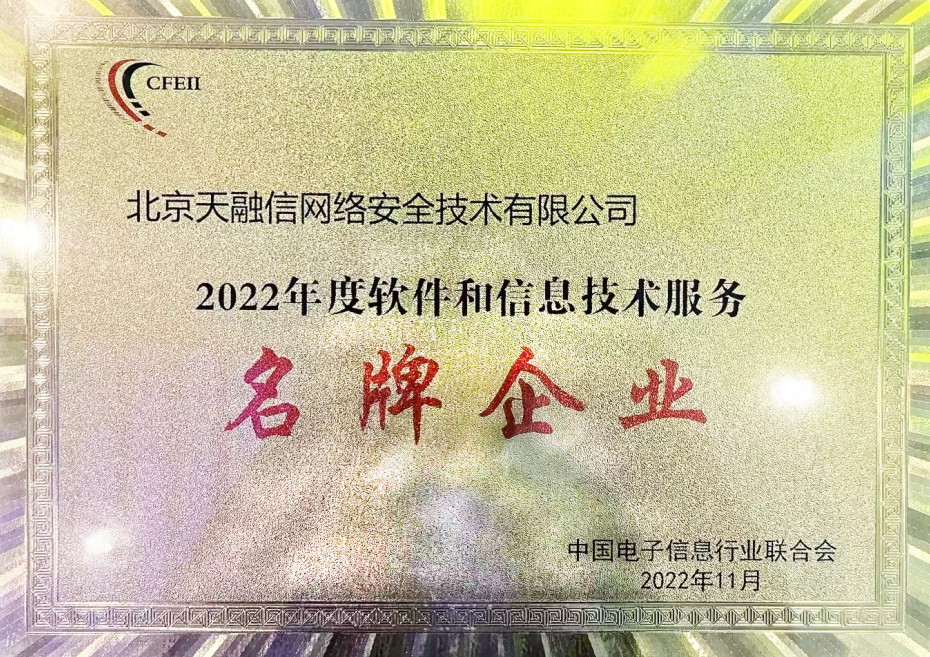 CFEII
北京天融信网络安全技术有限公司
2022年度软件和信息技术服务
名牌企业
中国电子信息行业联合会
2022年11月